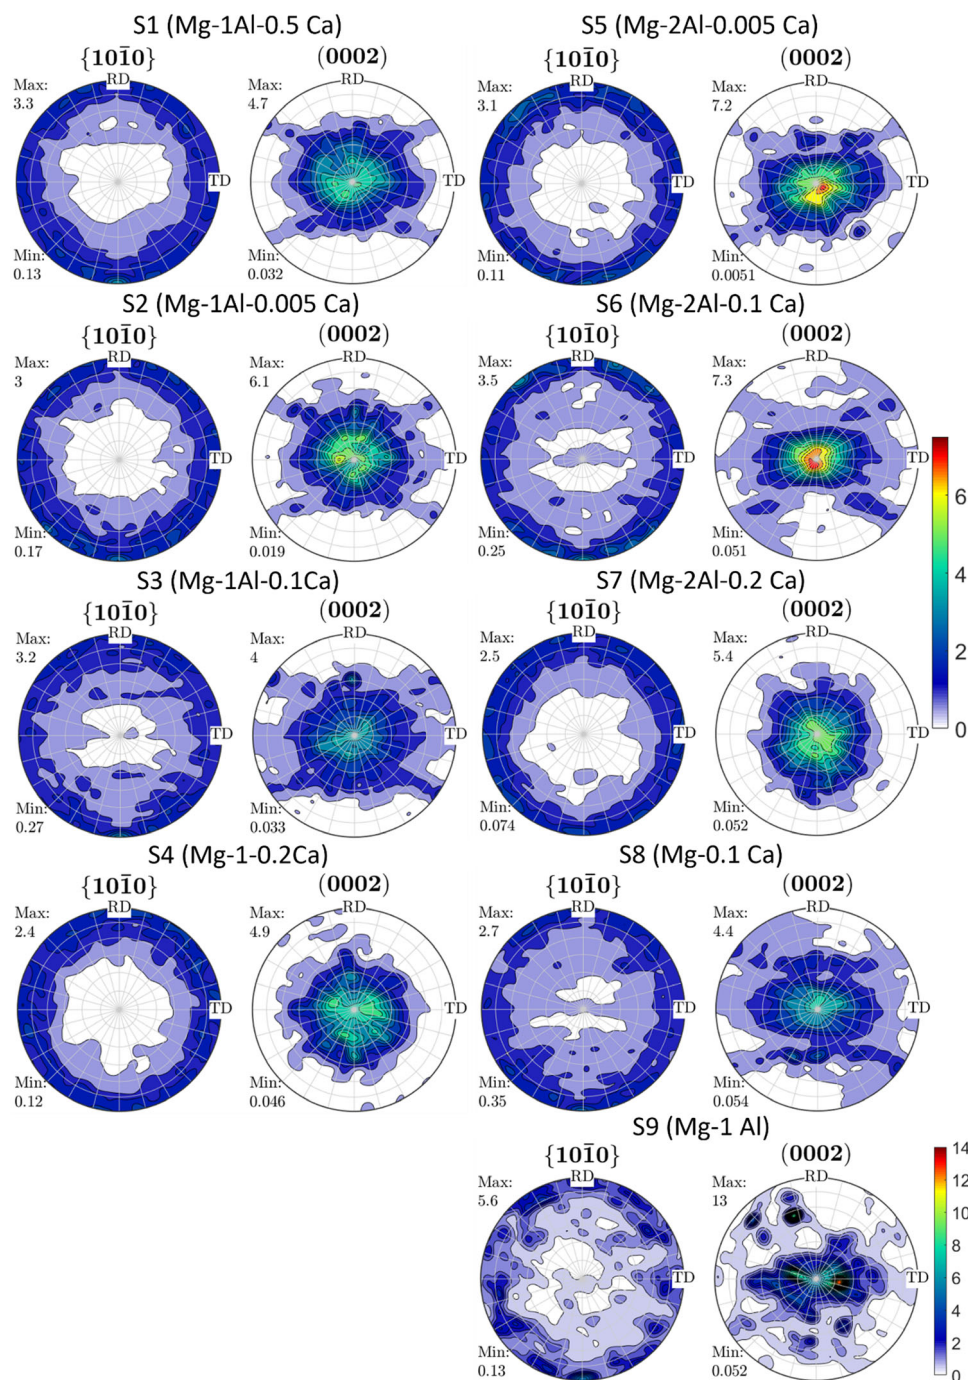 S1 (Mg-1Al-0.5 Ca)
{101̄0}
(0002)
Max:
3.3
RD
TD
Min:
0.13
Max:
4.7
RD
TD
Min:
0.032
S5 (Mg-2Al-0.005 Ca)
{101̄0}
(0002)
Max:
3.1
RD
TD
Min:
0.11
Max:
7.2
RD
TD
Min:
0.0051
S2 (Mg-1Al-0.005 Ca)
{101̄0}
(0002)
Max:
3
RD
TD
Min:
0.17
Max:
6.1
RD
TD
Min:
0.019
S6 (Mg-2Al-0.1 Ca)
{101̄0}
(0002)
Max:
3.5
RD
TD
Min:
0.25
Max:
7.3
RD
TD
Min:
0.051
6
4
2
0
S3 (Mg-1Al-0.1Ca)
{101̄0}
(0002)
Max:
3.2
RD
TD
Min:
0.27
Max:
4
RD
TD
Min:
0.033
S7 (Mg-2Al-0.2 Ca)
{101̄0}
(0002)
Max:
2.5
RD
TD
Min:
0.074
Max:
5.4
RD
TD
Min:
0.052
S4 (Mg-1-0.2Ca)
{101̄0}
(0002)
Max:
2.4
RD
TD
Min:
0.12
Max:
4.9
RD
TD
Min:
0.046
S8 (Mg-0.1 Ca)
{101̄0}
(0002)
Max:
2.7
RD
TD
Min:
0.35
Max:
4.4
RD
TD
Min:
0.054
S9 (Mg-1 Al)
{101̄0}
(0002)
Max:
5.6
RD
TD
Min:
0.13
Max:
13
RD
TD
Min:
0.052
14
12
10
8
6
4
2
0